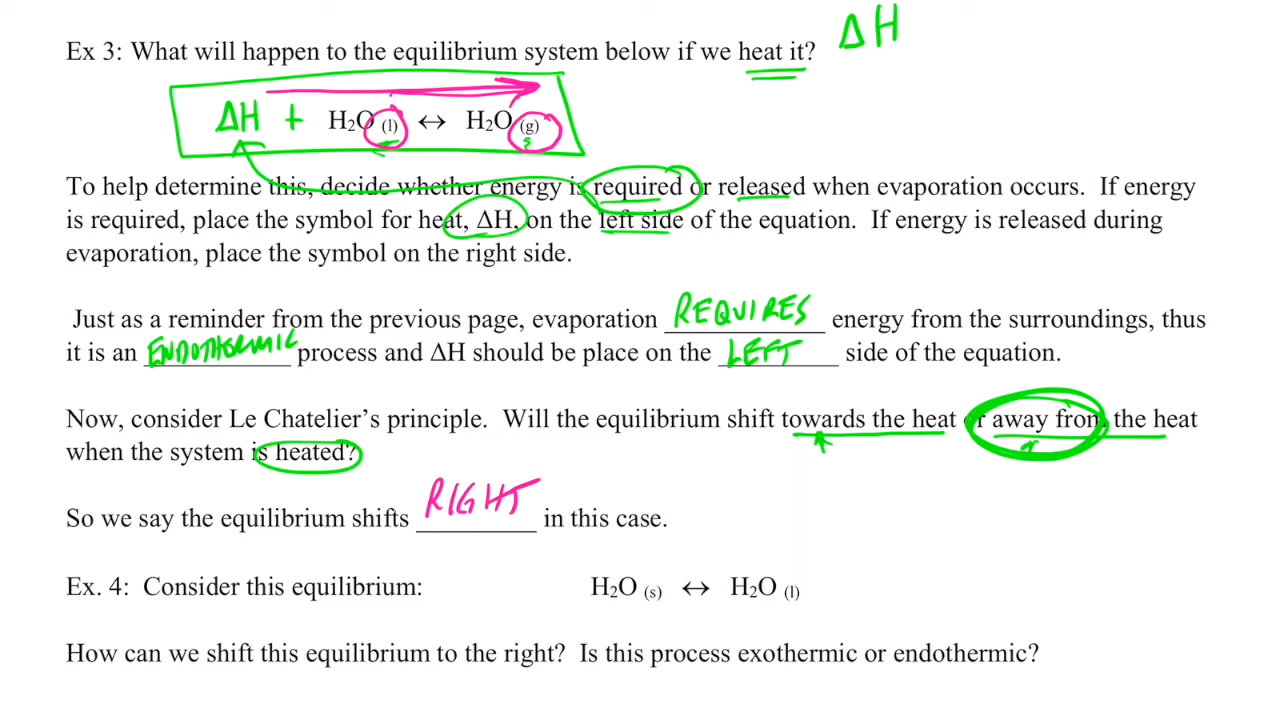 Ex 3: What will happen to the equilibrium system below if we heat it? ΔH
ΔH + H₂O (l) ↔ H₂O (g)
To help determine this, decide whether energy is required or released when evaporation occurs. If energy
is required, place the symbol for heat, ΔH, on the left side of the equation. If energy is released during
evaporation, place the symbol on the right side.
Just as a reminder from the previous page, evaporation REQUIRES energy from the surroundings, thus
it is an ENDOTHERMIC process and ΔH should be place on the LEFT side of the equation.
Now, consider Le Chatelier's principle. Will the equilibrium shift towards the heat or away from the heat
when the system is heated?
So we say the equilibrium shifts RIGHT in this case.
Ex. 4: Consider this equilibrium: H₂O (s) ↔ H₂O (l)
How can we shift this equilibrium to the right? Is this process exothermic or endothermic?